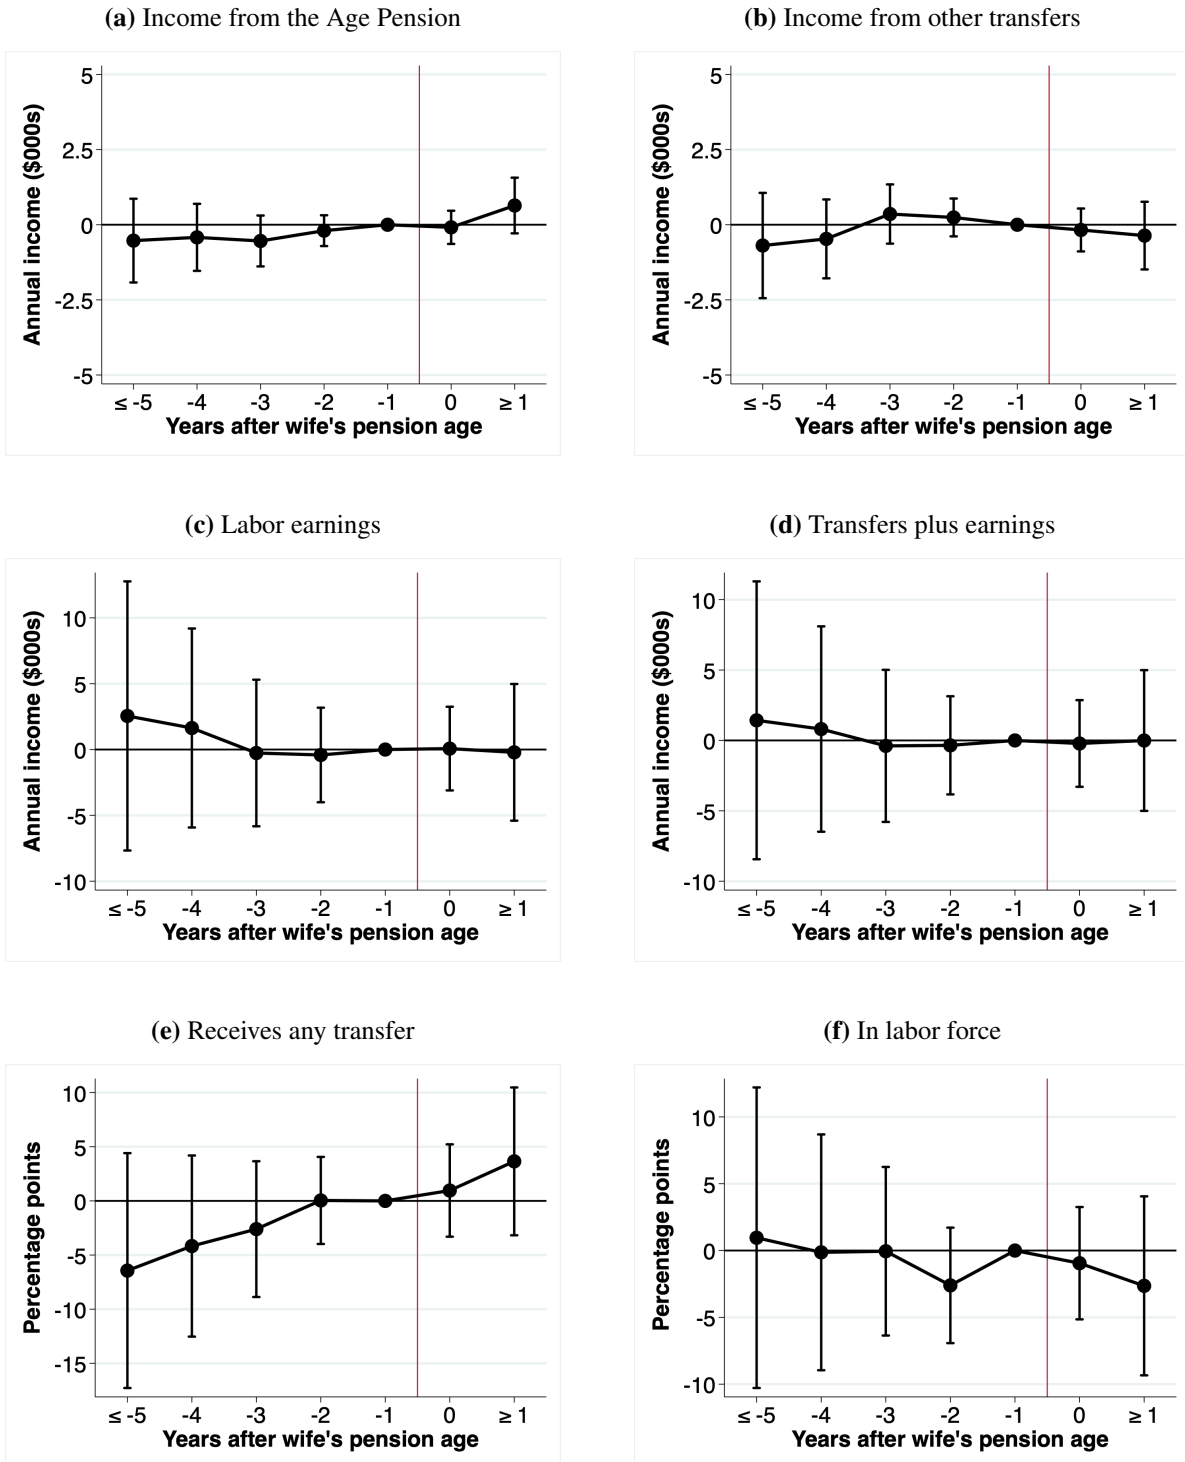 (a) Income from the Age Pension
Annual income ($000s)
5
2.5
0
-2.5
-5
≤ -5 -4 -3 -2 -1 0 ≥ 1
Years after wife's pension age
(b) Income from other transfers
Annual income ($000s)
5
2.5
0
-2.5
-5
≤ -5 -4 -3 -2 -1 0 ≥ 1
Years after wife's pension age
(c) Labor earnings
Annual income ($000s)
10
5
0
-5
-10
≤ -5 -4 -3 -2 -1 0 ≥ 1
Years after wife's pension age
(d) Transfers plus earnings
Annual income ($000s)
10
5
0
-5
-10
≤ -5 -4 -3 -2 -1 0 ≥ 1
Years after wife's pension age
(e) Receives any transfer
Percentage points
10
5
0
-5
-10
-15
≤ -5 -4 -3 -2 -1 0 ≥ 1
Years after wife's pension age
(f) In labor force
Percentage points
10
5
0
-5
-10
≤ -5 -4 -3 -2 -1 0 ≥ 1
Years after wife's pension age